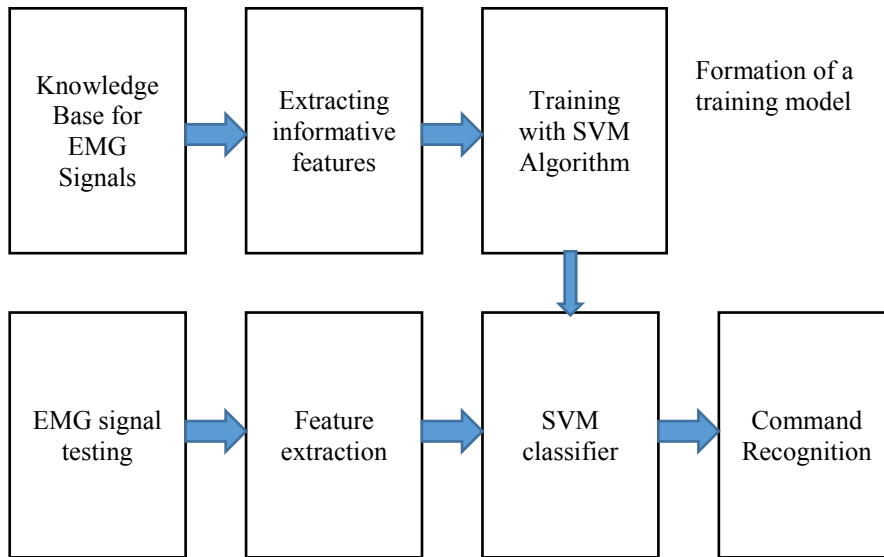 Knowledge
Base for
EMG
Signals
Extracting
informative
features
Training
with SVM
Algorithm
Formation of a
training model
EMG signal
testing
Feature
extraction
SVM
classifier
Command
Recognition